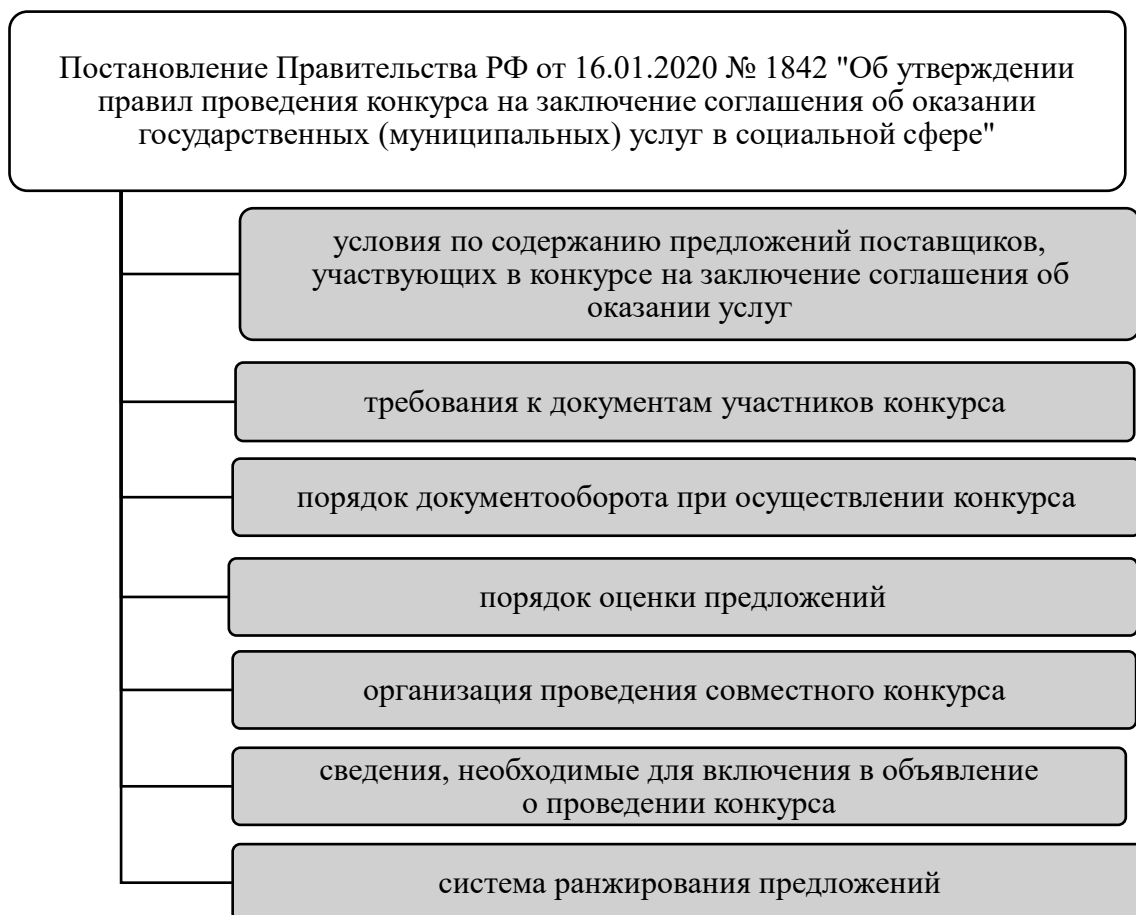 Постановление Правительства РФ от 16.01.2020 № 1842 "Об утверждении
правил проведения конкурса на заключение соглашения об оказании
государственных (муниципальных) услуг в социальной сфере"
условия по содержанию предложений поставщиков,
участвующих в конкурсе на заключение соглашения об
оказании услуг
требования к документам участников конкурса
порядок документооборота при осуществлении конкурса
порядок оценки предложений
организация проведения совместного конкурса
сведения, необходимые для включения в объявление
о проведении конкурса
система ранжирования предложений